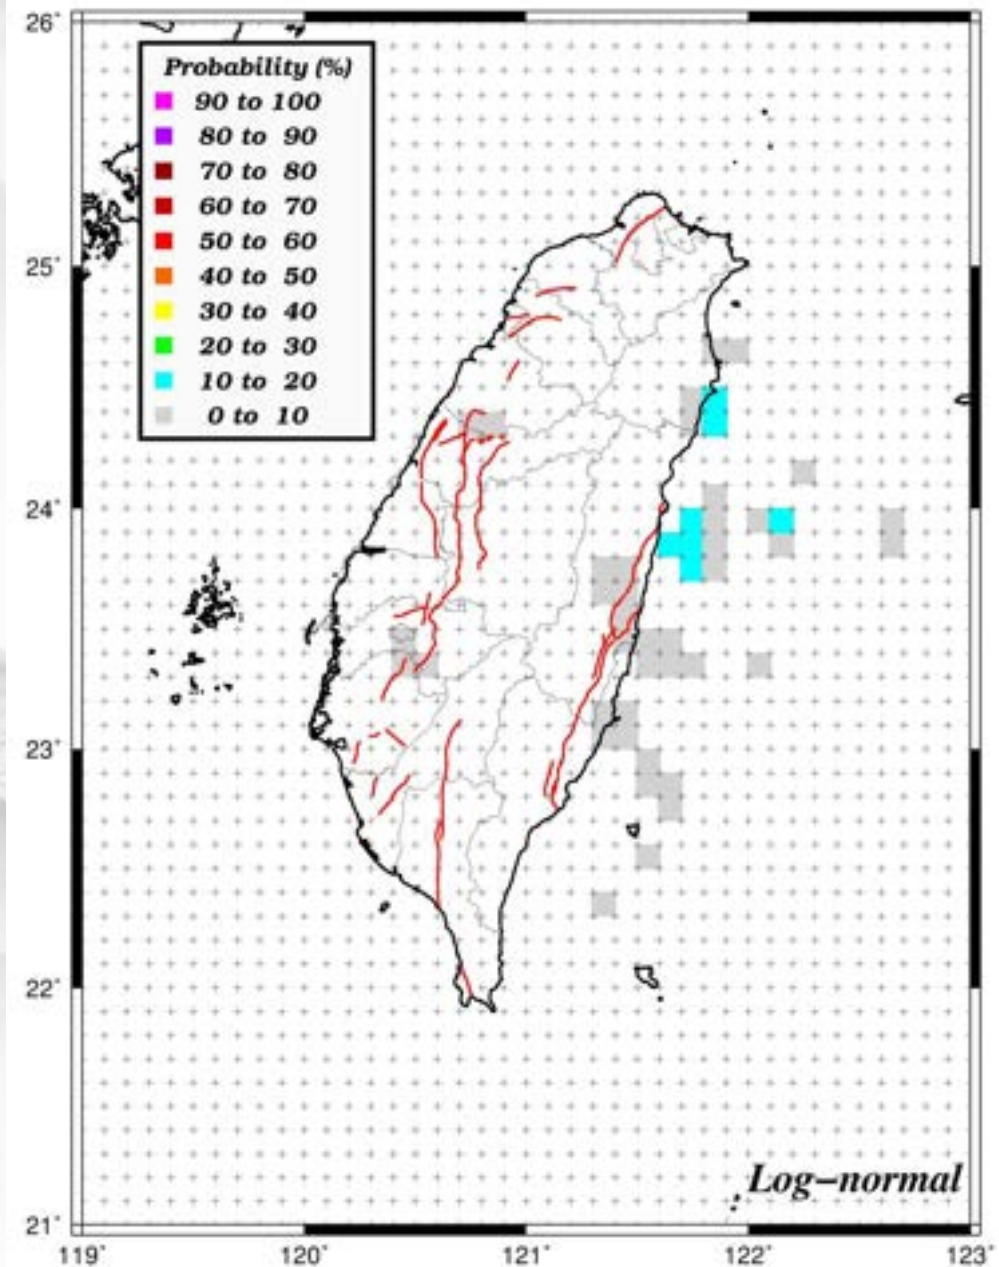 26°
Probability (%)
90 to 100
80 to 90
70 to 80
60 to 70
50 to 60
40 to 50
30 to 40
20 to 30
10 to 20
0 to 10
25°
24°
23°
22°
Log-normal
21°
119° 120° 121° 122° 123°